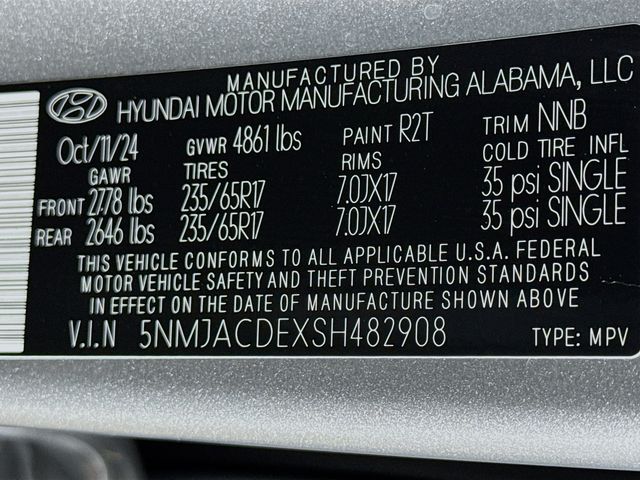 MANUFACTURED BY
HYUNDAI MOTOR MANUFACTURING ALABAMA, LLC
Oct/11/24 GVWR 4861 lbs PAINT R2T TRIM NNB
GAWR TIRES RIMS COLD TIRE INFL
FRONT 2778 lbs 235/65R17 7.0JX17 35 psi SINGLE
REAR 2646 lbs 235/65R17 7.0JX17 35 psi SINGLE
THIS VEHICLE CONFORMS TO ALL APPLICABLE U.S.A. FEDERAL
MOTOR VEHICLE SAFETY AND THEFT PREVENTION STANDARDS
IN EFFECT ON THE DATE OF MANUFACTURE SHOWN ABOVE
V.I.N 5NMJACDEXSH482908 TYPE: MPV